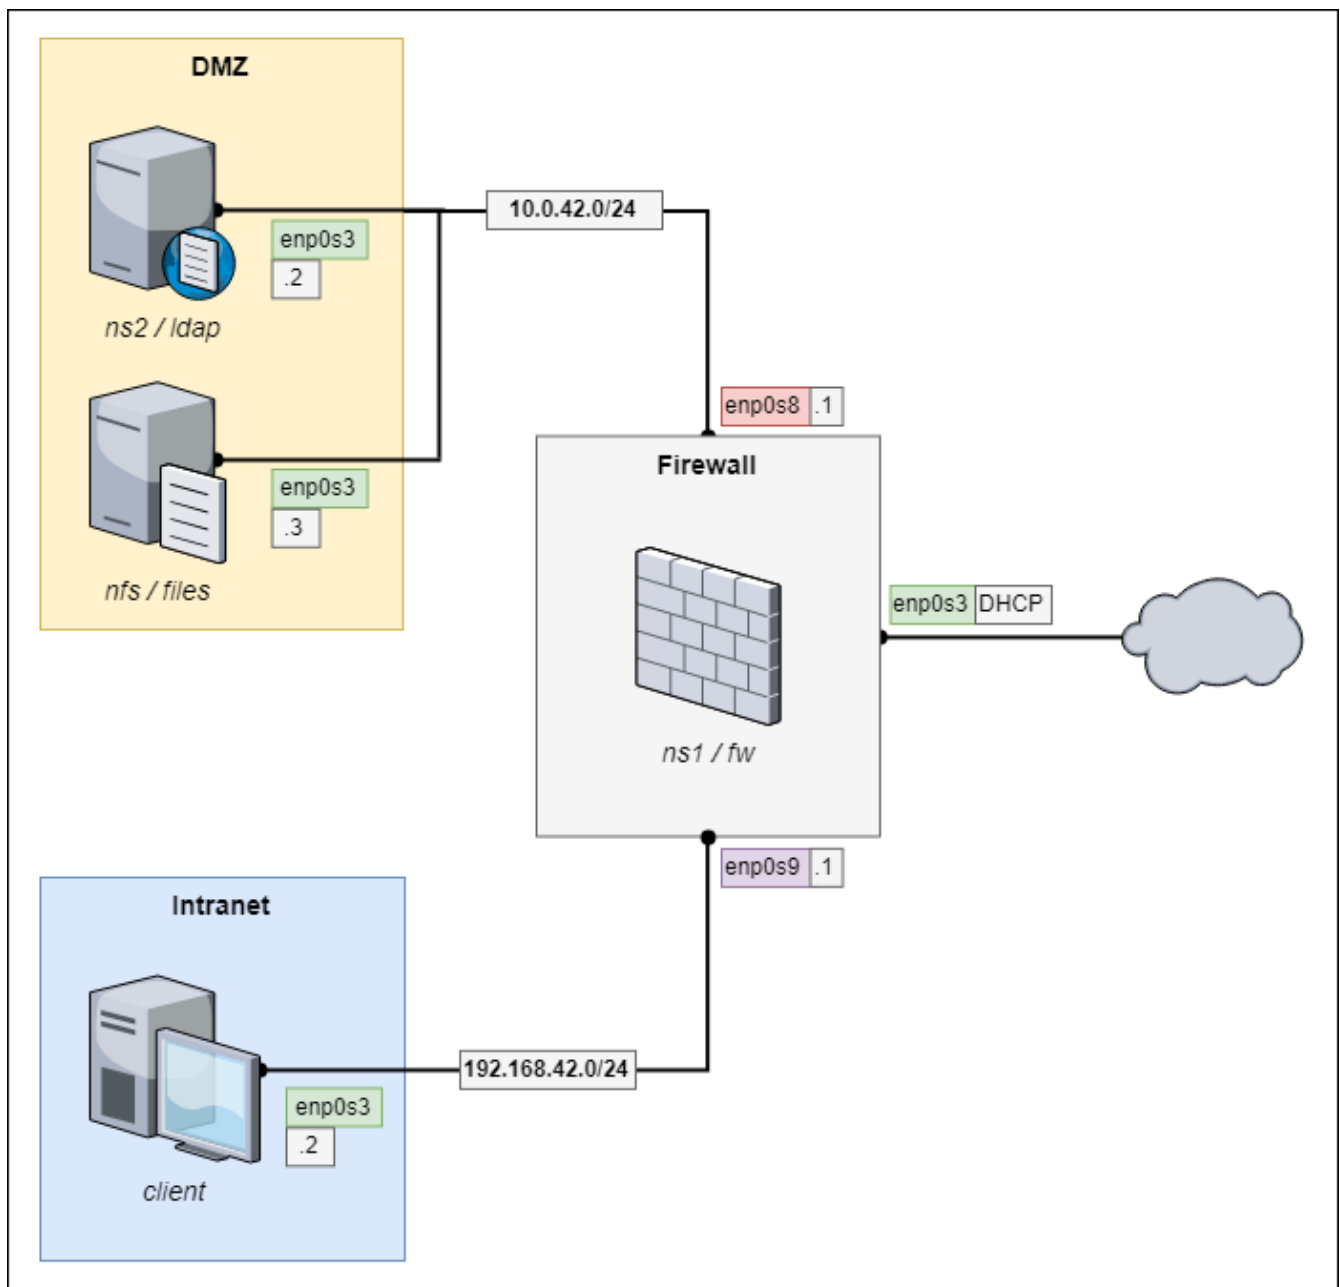 DMZ
enp0s3
.2
ns2 / ldap
enp0s3
.3
nfs / files
10.0.42.0/24
enp0s8 .1
Firewall
ns1 / fw
enp0s3 DHCP
enp0s9 .1
Intranet
192.168.42.0/24
enp0s3
.2
client